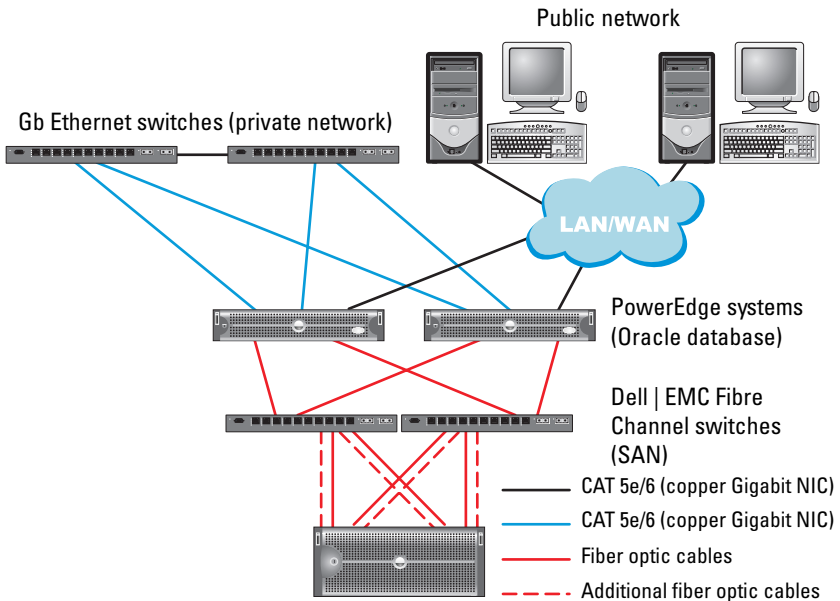 Public network
Gb Ethernet switches (private network)
LAN/WAN
PowerEdge systems
(Oracle database)
Dell | EMC Fibre
Channel switches
(SAN)
CAT 5e/6 (copper Gigabit NIC)
CAT 5e/6 (copper Gigabit NIC)
Fiber optic cables
Additional fiber optic cables